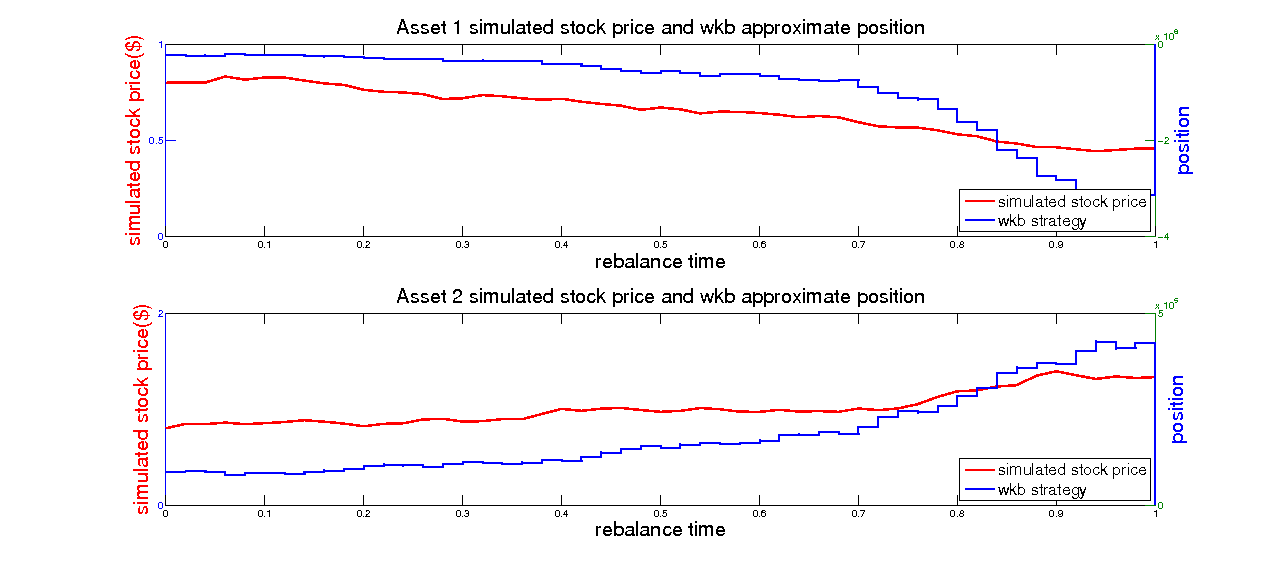 Asset 1 simulated stock price and wkb approximate position
simulated stock price($)
1
0.5
0
0
-2
-4
position
simulated stock price
wkb strategy
0 0.1 0.2 0.3 0.4 0.5 0.6 0.7 0.8 0.9 1
rebalance time
Asset 2 simulated stock price and wkb approximate position
simulated stock price($)
2
0
x 10^5
5
0
position
simulated stock price
wkb strategy
0 0.1 0.2 0.3 0.4 0.5 0.6 0.7 0.8 0.9 1
rebalance time